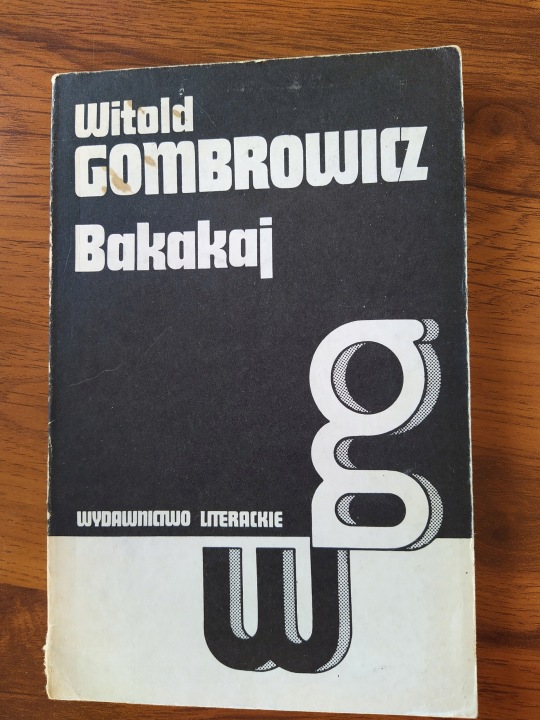 Witold
GOMBROWICZ
Bakakaj
g
WYDAWNICTWO LITERACKIE
w